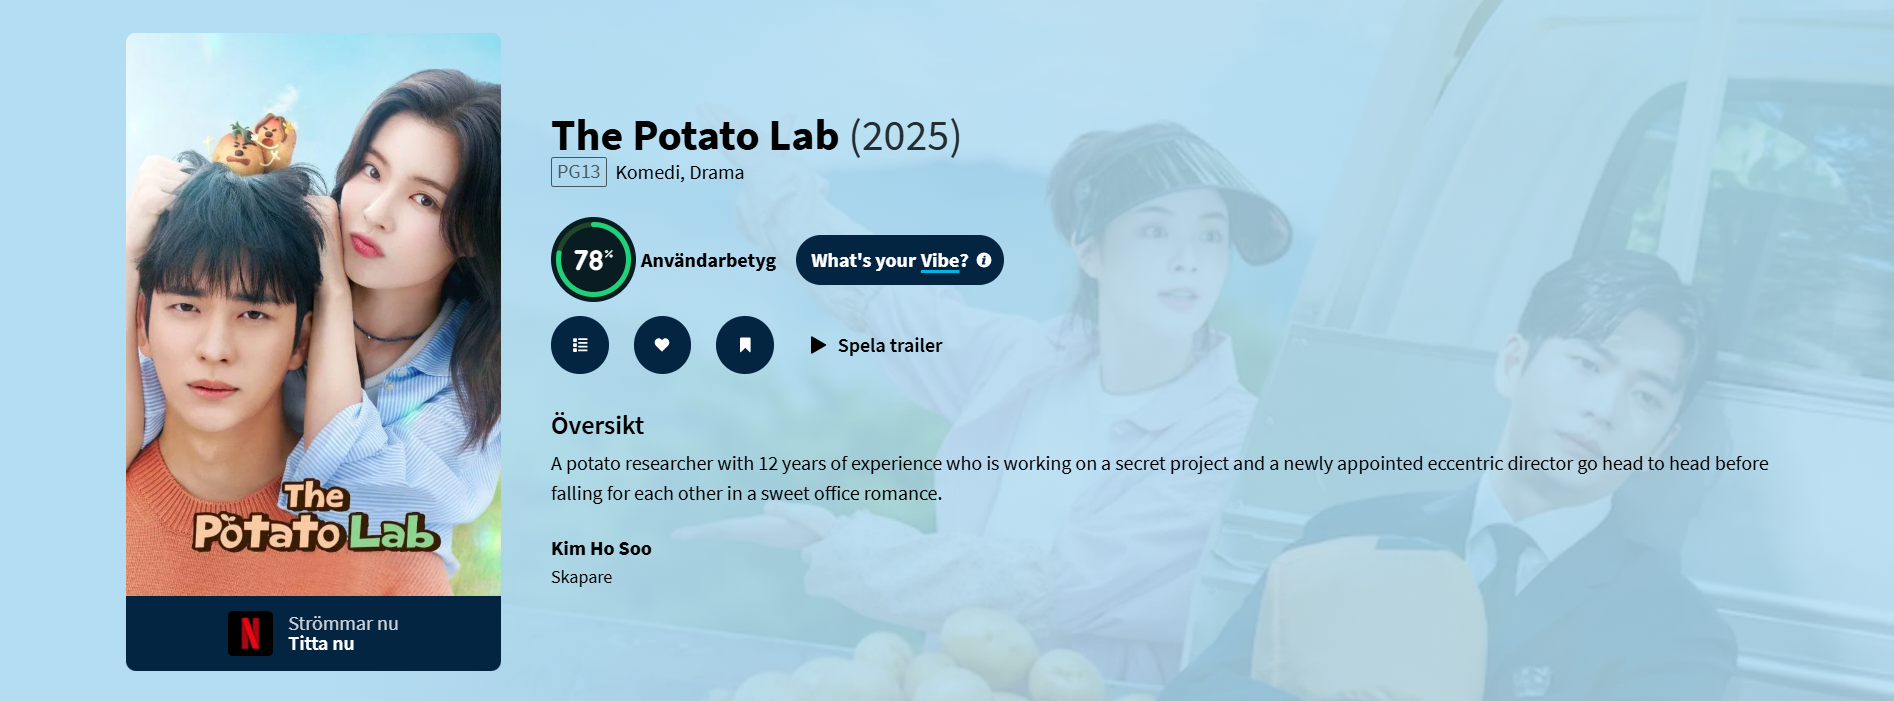 The
Potato Lab
Strömmar nu
Titta nu
The Potato Lab (2025)
PG13 Komedi, Drama
78% Användarbetyg What's your Vibe?
Spela trailer
Översikt
A potato researcher with 12 years of experience who is working on a secret project and a newly appointed eccentric director go head to head before
falling for each other in a sweet office romance.
Kim Ho Soo
Skapare